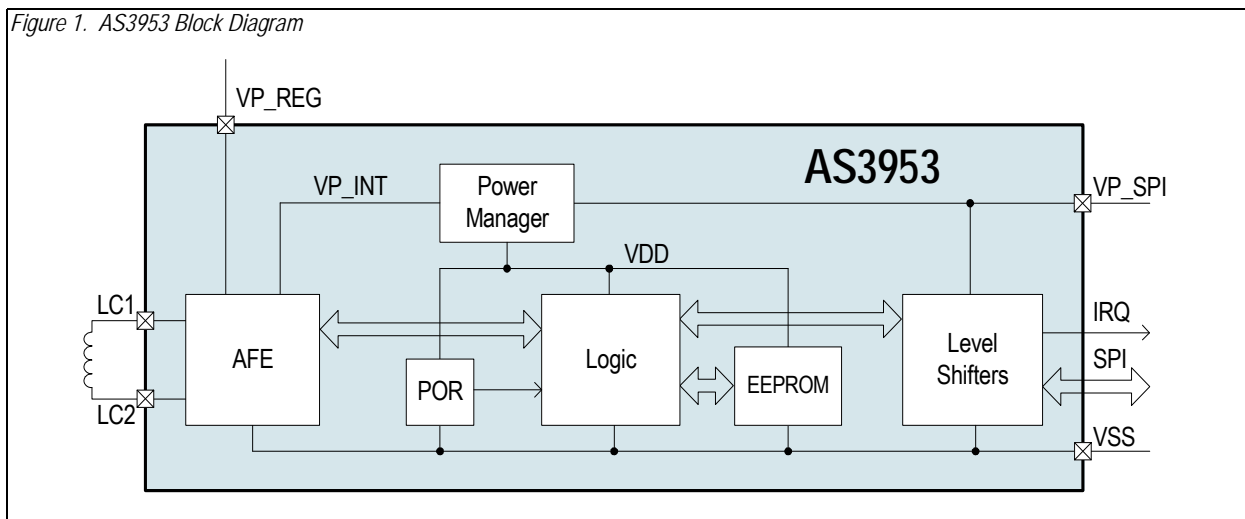 Figure 1. AS3953 Block Diagram
VP_REG
AS3953
VP_INT
Power
Manager
VP_SPI
VDD
LC1
AFE
LC2
POR
Logic
EEPROM
Level
Shifters
IRQ
SPI
VSS